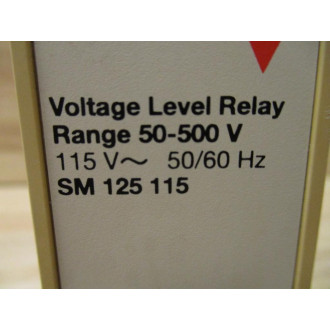 Voltage Level Relay
Range 50-500 V
115 V~ 50/60 Hz
SM 125 115